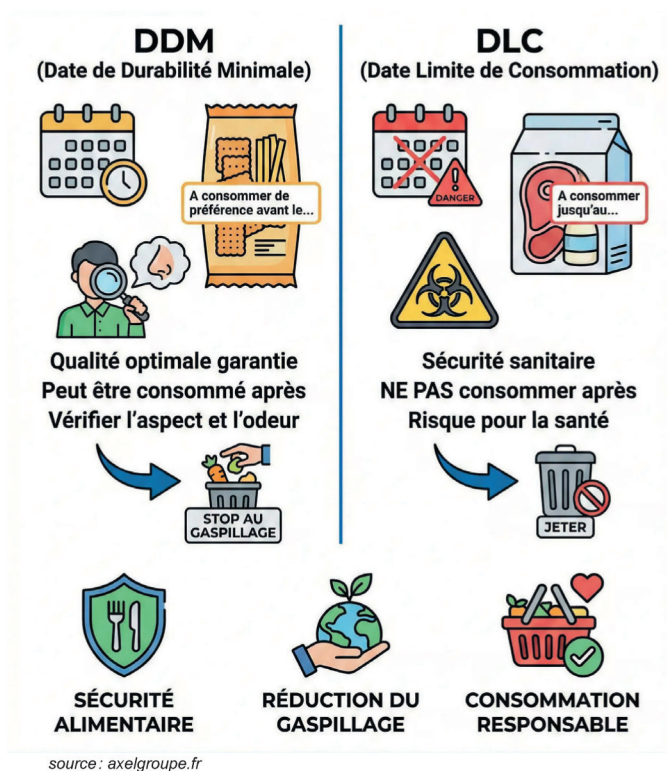 DDM
(Date de Durabilité Minimale)
A consommer de
préférence avant le...
Qualité optimale garantie
Peut être consommé après
Vérifier l'aspect et l'odeur
STOP AU
GASPILLAGE
DLC
(Date Limite de Consommation)
DANGER
A consommer
jusqu'au...
Sécurité sanitaire
NE PAS consommer après
Risque pour la santé
JETER
SÉCURITÉ
ALIMENTAIRE
RÉDUCTION DU
GASPILLAGE
CONSOMMATION
RESPONSABLE
source : axelgroupe.fr